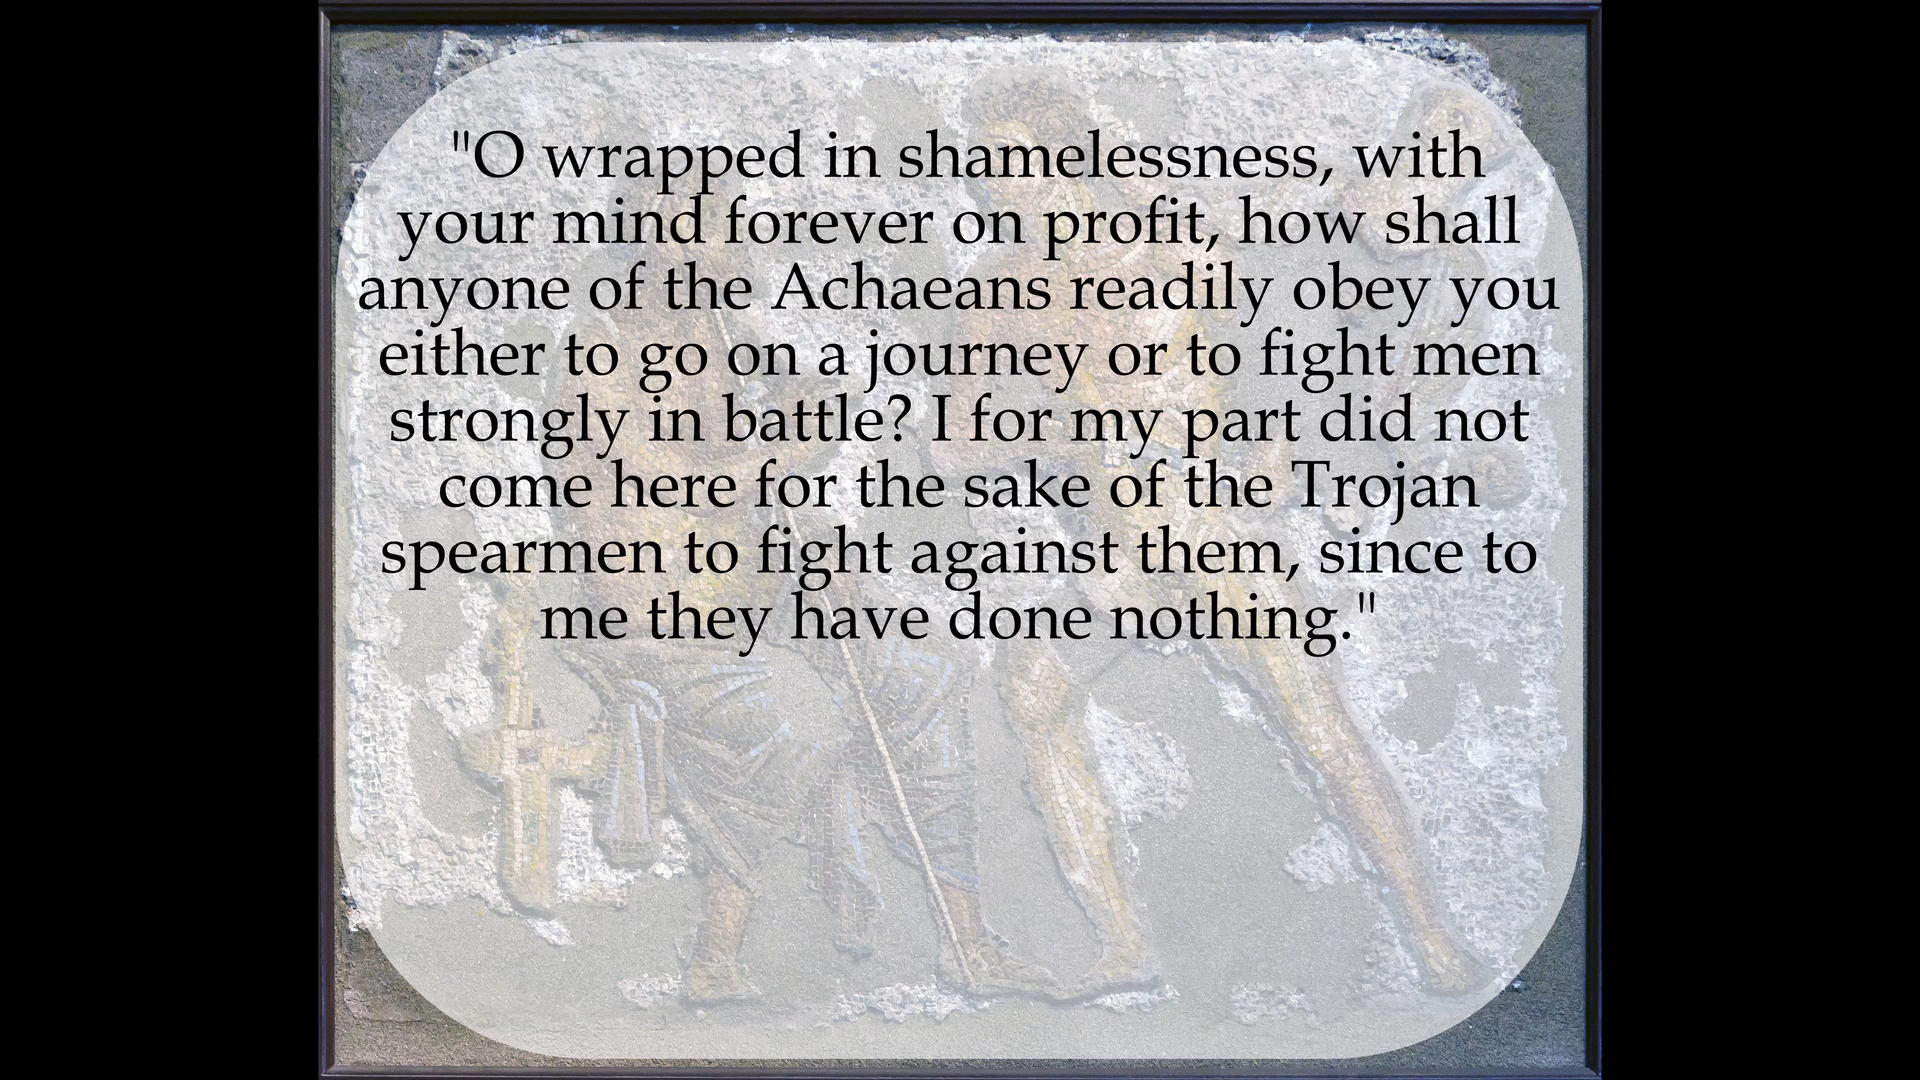 "O wrapped in shamelessness, with
your mind forever on profit, how shall
anyone of the Achaeans readily obey you
either to go on a journey or to fight men
strongly in battle? I for my part did not
come here for the sake of the Trojan
spearmen to fight against them, since to
me they have done nothing."